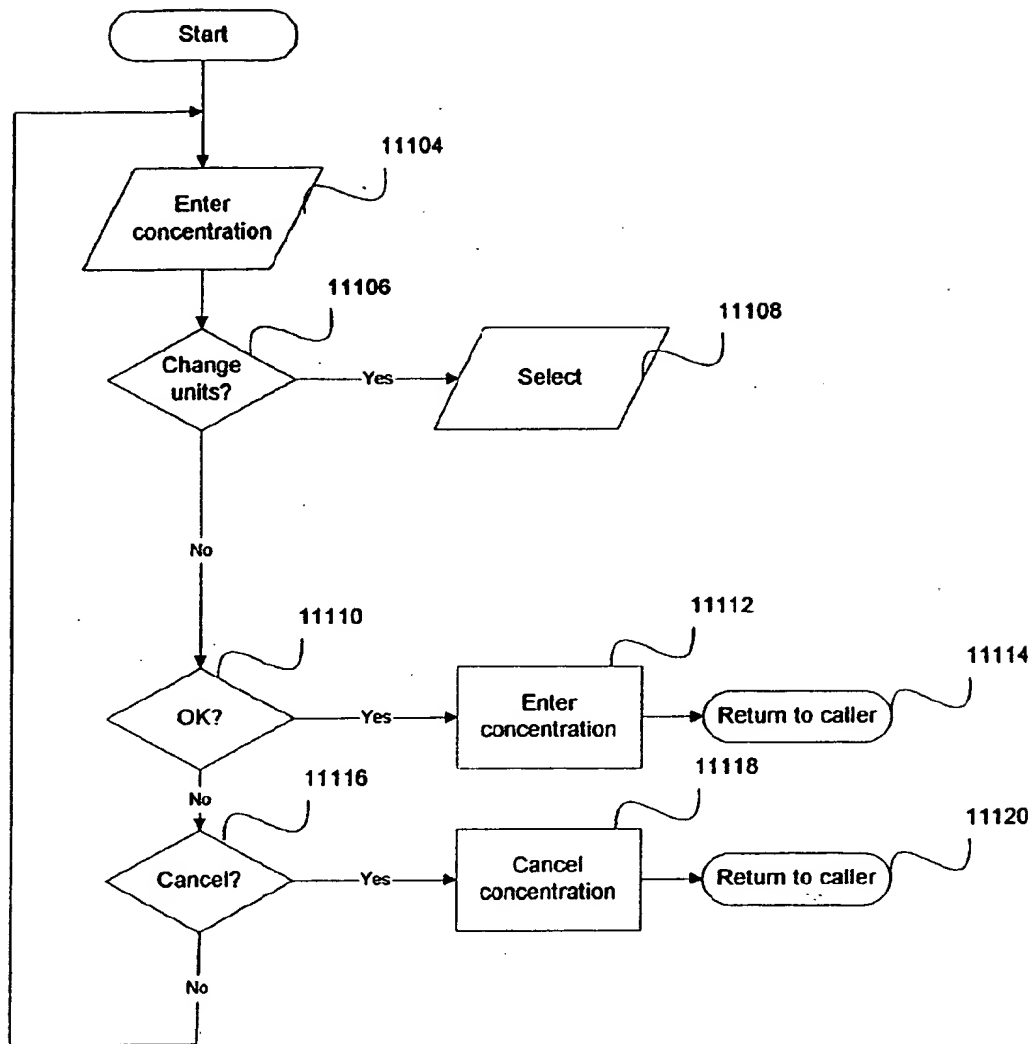 Start
11104
Enter
concentration
11106
Change
units?
Yes
11108
Select
No
11110
OK?
Yes
11112
Enter
concentration
11114
Return to caller
No
11116
Cancel?
Yes
11118
Cancel
concentration
11120
Return to caller
No